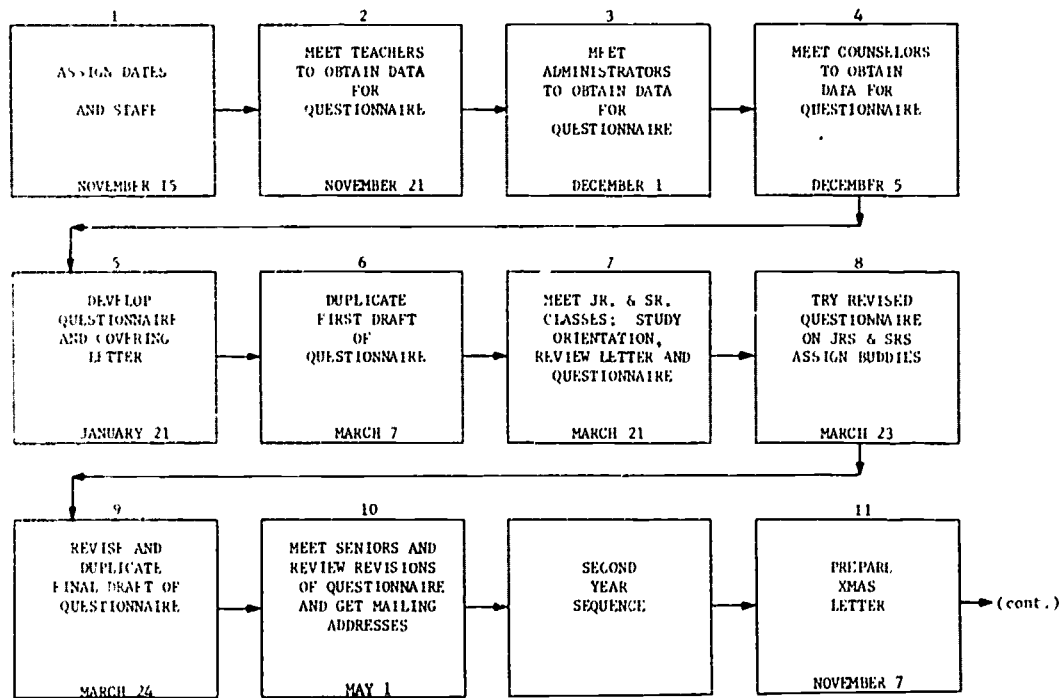 1
ASSIGN DATES
AND STAFF
NOVEMBER 15
2
MEET TEACHERS
TO OBTAIN DATA
FOR
QUESTIONNAIRE
NOVEMBER 21
3
MEET
ADMINISTRATORS
TO OBTAIN DATA
FOR
QUESTIONNAIRE
DECEMBER 1
4
MEET COUNSELORS
TO OBTAIN
DATA FOR
QUESTIONNAIRE
DECEMBER 5
5
DEVELOP
QUESTIONNAIRE
AND COVERING
LETTER
JANUARY 21
6
DUPLICATE
FIRST DRAFT
OF
QUESTIONNAIRE
MARCH 7
7
MEET JR. & SR.
CLASSES; STUDY
ORIENTATION,
REVIEW LETTER AND
QUESTIONNAIRE
MARCH 21
8
TRY REVISED
QUESTIONNAIRE
ON JRS & SRS
ASSIGN BUDDIES
MARCH 23
9
REVISE AND
DUPLICATE
FINAL DRAFT OF
QUESTIONNAIRE
MARCH 24
10
MEET SENIORS AND
REVIEW REVISIONS
OF QUESTIONNAIRE
AND GET MAILING
ADDRESSES
MAY 1
SECOND
YEAR
SEQUENCE
11
PREPARE
XMAS
LETTER
NOVEMBER 7
(cont.)